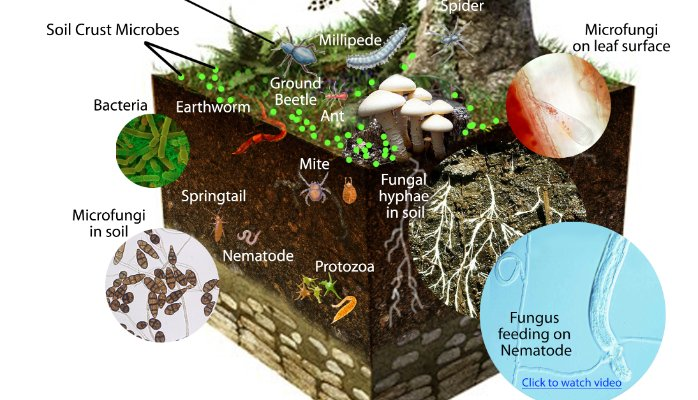 Spider
Soil Crust Microbes
Millipede
Microfungi
on leaf surface
Ground
Beetle
Bacteria
Earthworm
Ant
Mite
Fungal
hyphae
in soil
Springtail
Microfungi
in soil
Nematode
Protozoa
Fungus
feeding on
Nematode
Click to watch video